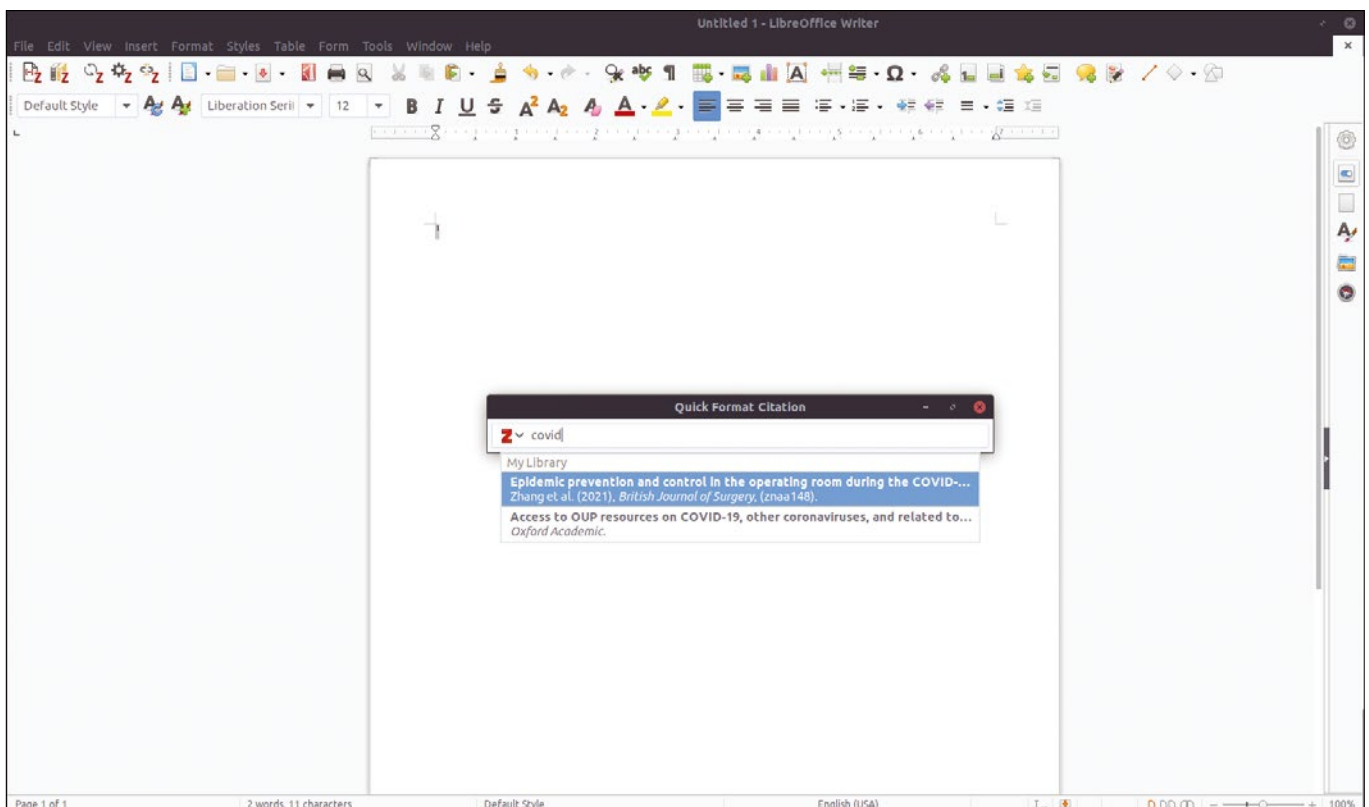 Untitled 1 - LibreOffice Writer
File Edit View Insert Format Styles Table Form Tools Window Help
Default Style Liberation Serif 12
Quick Format Citation
Z covid
My Library
Epidemic prevention and control in the operating room during the COVID-...
Zhang et al. (2021), British Journal of Surgery, (znaa148).
Access to OUP resources on COVID-19, other coronaviruses, and related to...
Oxford Academic.
Page 1 of 1 2 words, 11 characters Default Style English (USA) I... 100%